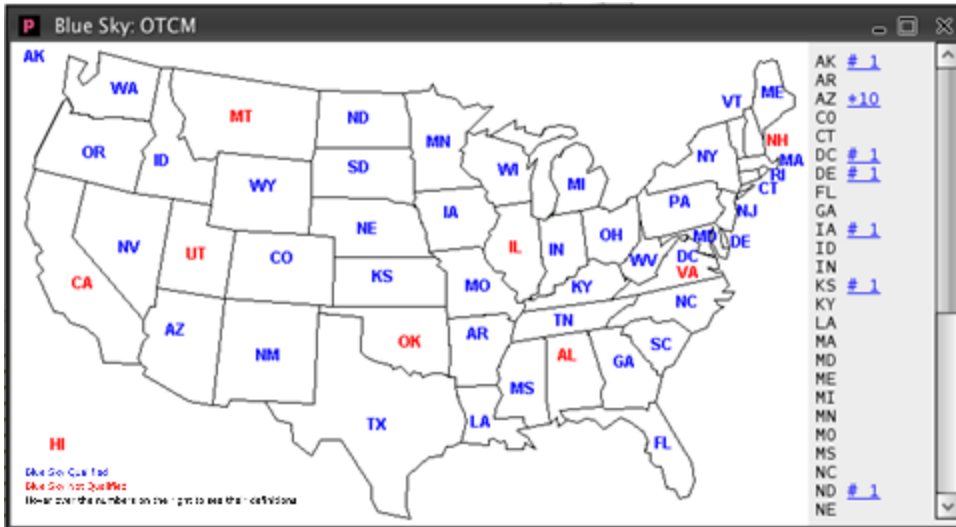 Blue Sky: OTCM
AK
WA
MT
ND
MN
ME
VT
NH
OR
ID
WY
SD
WI
MI
NY
MA
RI
CT
IA
PA
NJ
NE
NV
UT
CO
IL
IN
OH
MD
DE
WV
DC
VA
CA
KS
MO
KY
NC
AZ
NM
OK
AR
TN
SC
MS
AL
GA
TX
LA
FL
HI
Blue Sky Qualified
Blue Sky Not Qualified
Hover over the numbers on the right to see their definitions
AK # 1
AR
AZ *10
CO
CT
DC # 1
DE # 1
FL
GA
IA # 1
ID
IN
KS # 1
KY
LA
MA
MD
ME
MI
MN
MO
MS
NC
ND # 1
NE